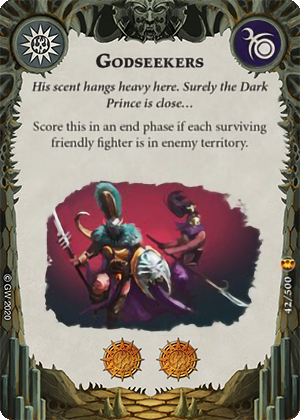 GODSEEKERS
His scent hangs heavy here. Surely the Dark
Prince is close…
Score this in an end phase if each surviving
friendly fighter is in enemy territory.
© GW 2020
42/500